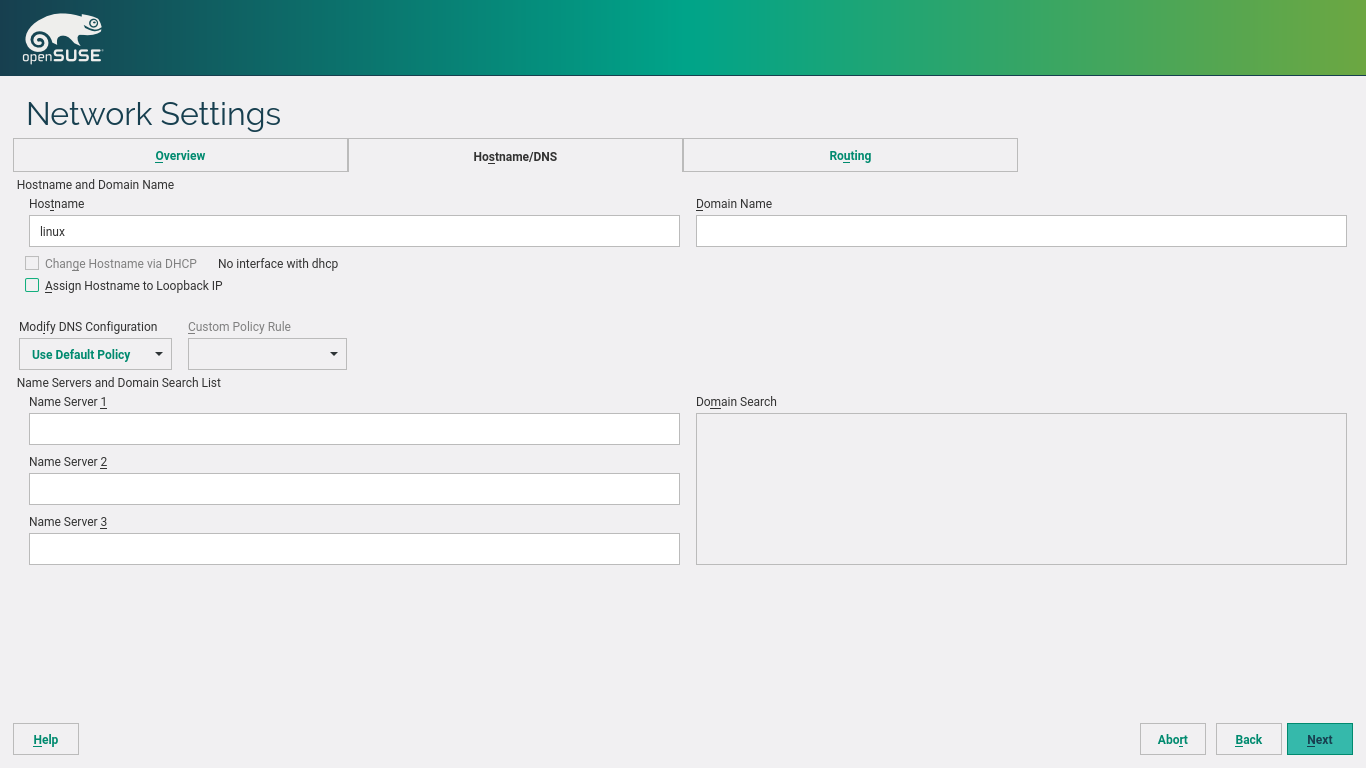 openSUSE
Network Settings
Overview Hostname/DNS Routing
Hostname and Domain Name
Hostname Domain Name
linux
Change Hostname via DHCP No interface with dhcp
Assign Hostname to Loopback IP
Modify DNS Configuration Custom Policy Rule
Use Default Policy
Name Servers and Domain Search List
Name Server 1 Domain Search
Name Server 2
Name Server 3
Help Abort Back Next